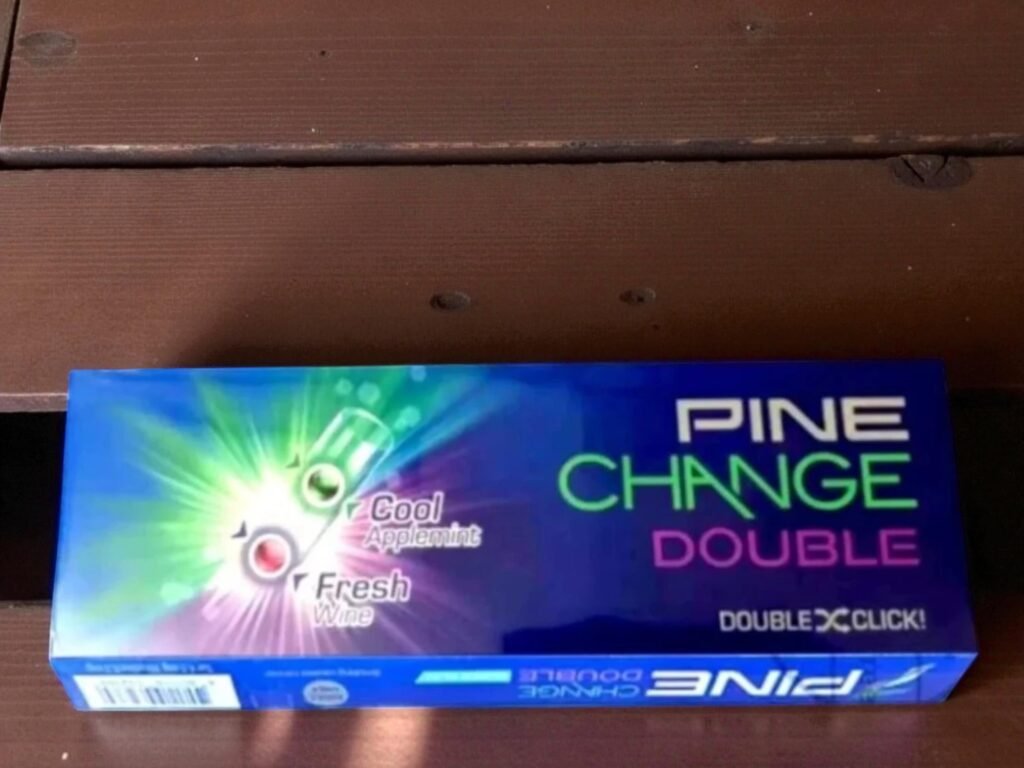 PINE
CHANGE
DOUBLE
Cool
Applemint
Fresh
Wine
DOUBLE CLICK!
PINE
CHANGE
DOUBLE